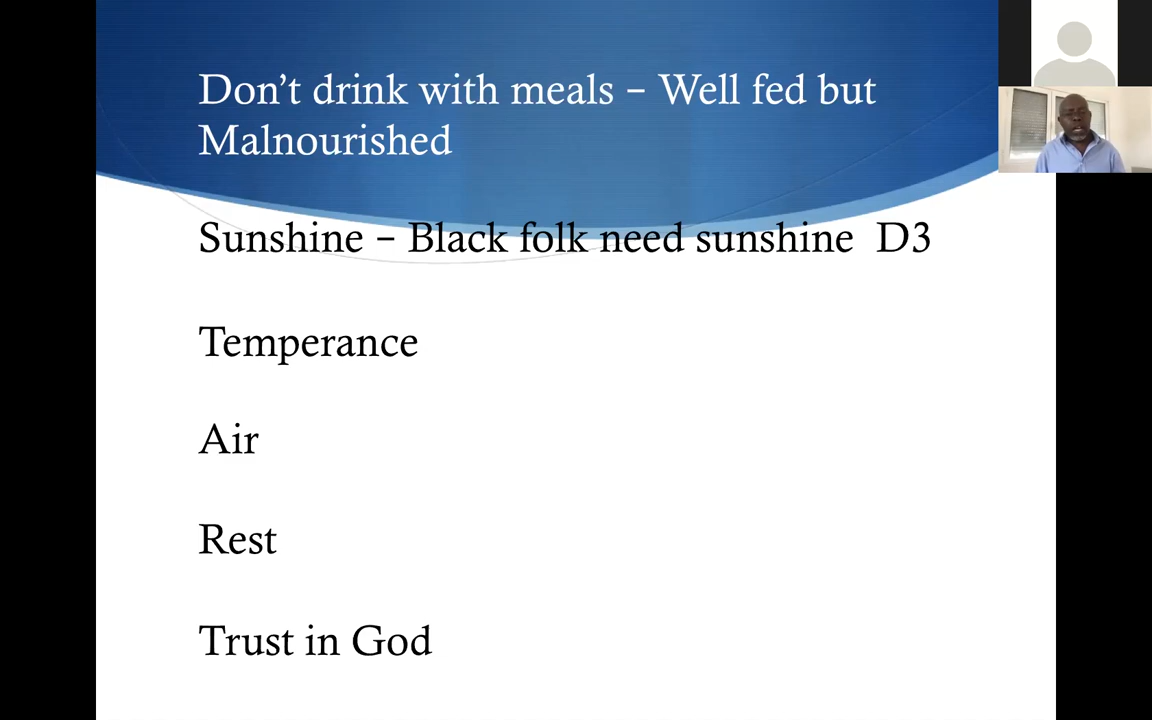 Don't drink with meals – Well fed but
Malnourished
Sunshine – Black folk need sunshine  D3
Temperance
Air
Rest
Trust in God